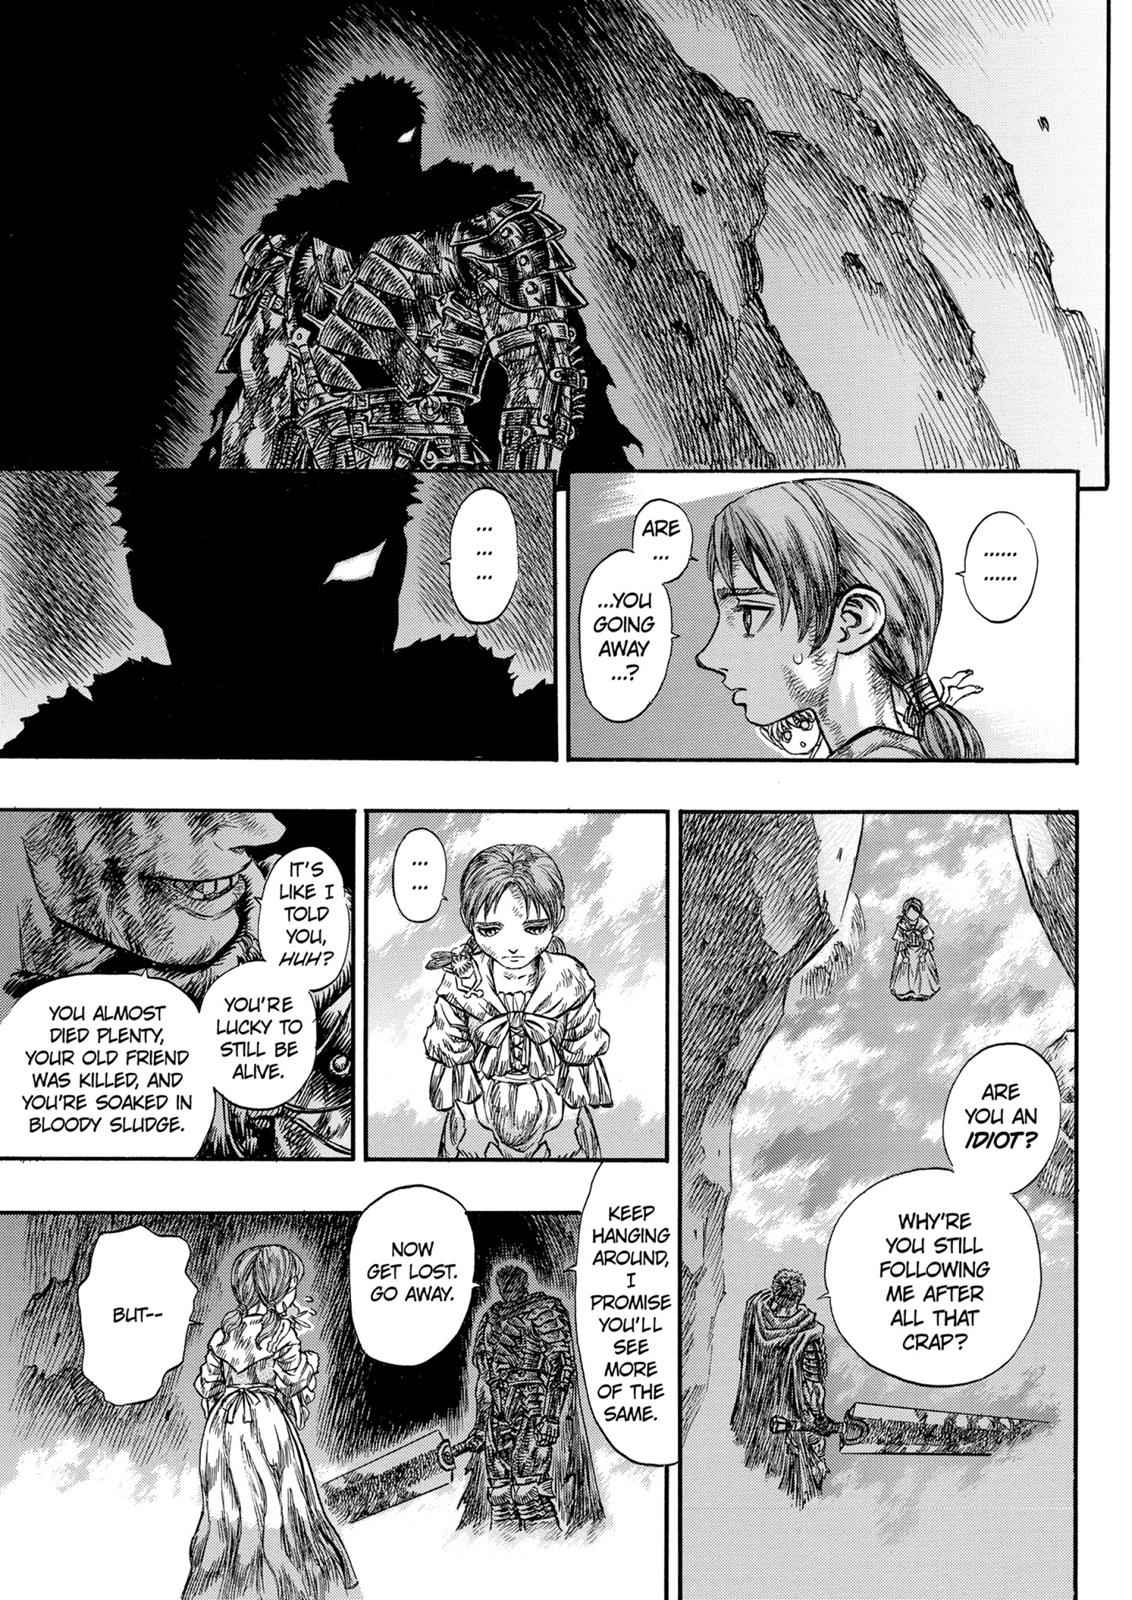 ......
......
ARE
...
...YOU
GOING
AWAY
...?
...
...
...
ARE
YOU AN
IDIOT?
WHY'RE
YOU STILL
FOLLOWING
ME AFTER
ALL THAT
CRAP?
...
...
IT'S
LIKE I
TOLD
YOU,
HUH?
YOU'RE
LUCKY TO
STILL BE
ALIVE.
YOU ALMOST
DIED PLENTY,
YOUR OLD FRIEND
WAS KILLED, AND
YOU'RE SOAKED IN
BLOODY SLUDGE.
KEEP
HANGING
AROUND,
I
PROMISE
YOU'LL
SEE
MORE
OF THE
SAME.
NOW
GET LOST.
GO AWAY.
BUT--